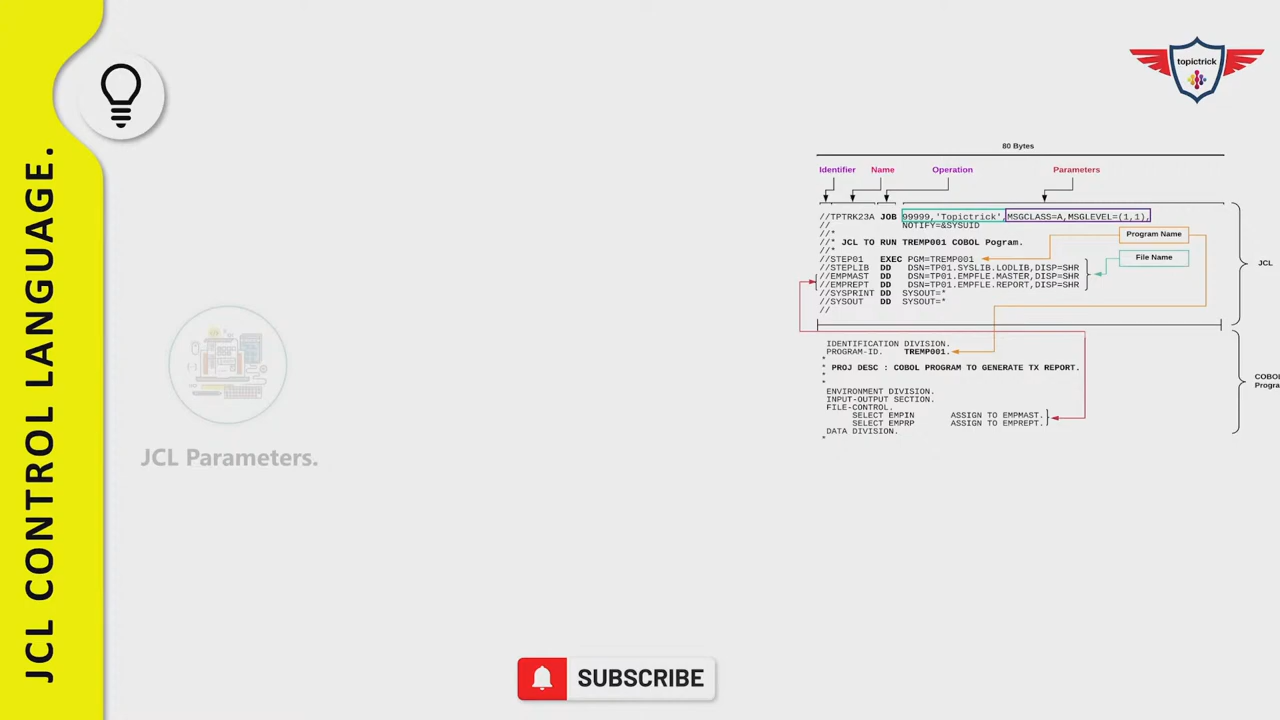 JCL CONTROL LANGUAGE.
topictrick
80 Bytes
Identifier Name Operation Parameters
//TPTRK23A JOB 99999,'Topictrick',MSGCLASS=A,MSGLEVEL=(1,1),
// NOTIFY=&SYSUID
//*
//* JCL TO RUN TREMP001 COBOL Pogram.
//*
//STEP01 EXEC PGM=TREMP001
//STEPLIB DD DSN=TP01.SYSLIB.LODLIB,DISP=SHR
//EMPMAST DD DSN=TP01.EMPFLE.MASTER,DISP=SHR
//EMPREPT DD DSN=TP01.EMPFLE.REPORT,DISP=SHR
//SYSPRINT DD SYSOUT=*
//SYSOUT DD SYSOUT=*
//
Program Name
File Name
JCL
IDENTIFICATION DIVISION.
PROGRAM-ID. TREMP001.
*
* PROJ DESC : COBOL PROGRAM TO GENERATE TX REPORT.
*
*
ENVIRONMENT DIVISION.
INPUT-OUTPUT SECTION.
FILE-CONTROL.
SELECT EMPIN ASSIGN TO EMPMAST.
SELECT EMPRP ASSIGN TO EMPREPT.
DATA DIVISION.
*
COBOL
Progra
JCL Parameters.
SUBSCRIBE